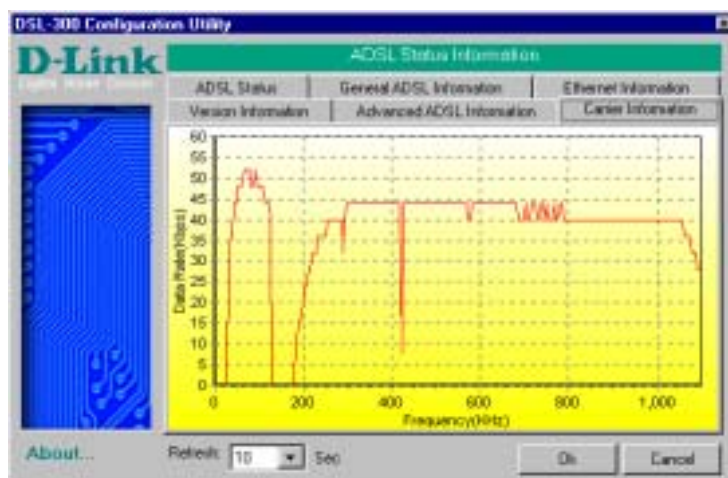 DSL-300 Configuration Utility
D-Link
ADSL Status Information
ADSL Status
General ADSL Information
Ethernet Information
Version Information
Advanced ADSL Information
Carrier Information
Data Rate(Kbps)
60
55
50
45
40
35
30
25
20
15
10
5
0
0
200
400
600
800
1,000
Frequency(KHz)
About...
Refresh: 10 Sec
Ok
Cancel